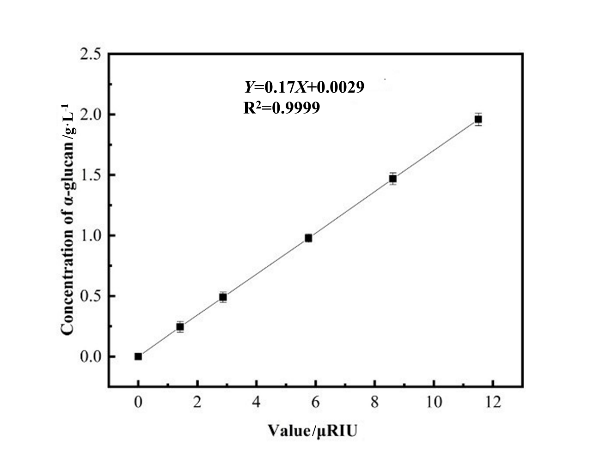 Y=0.17X+0.0029
R²=0.9999
Concentration of α-glucan/g·L⁻¹
2.5
2.0
1.5
1.0
0.5
0.0
0 2 4 6 8 10 12
Value/μRIU